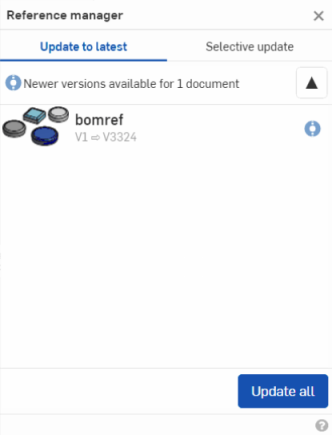 Reference manager
Update to latest
Selective update
Newer versions available for 1 document
bomref
V1 ⇨ V3324
Update all